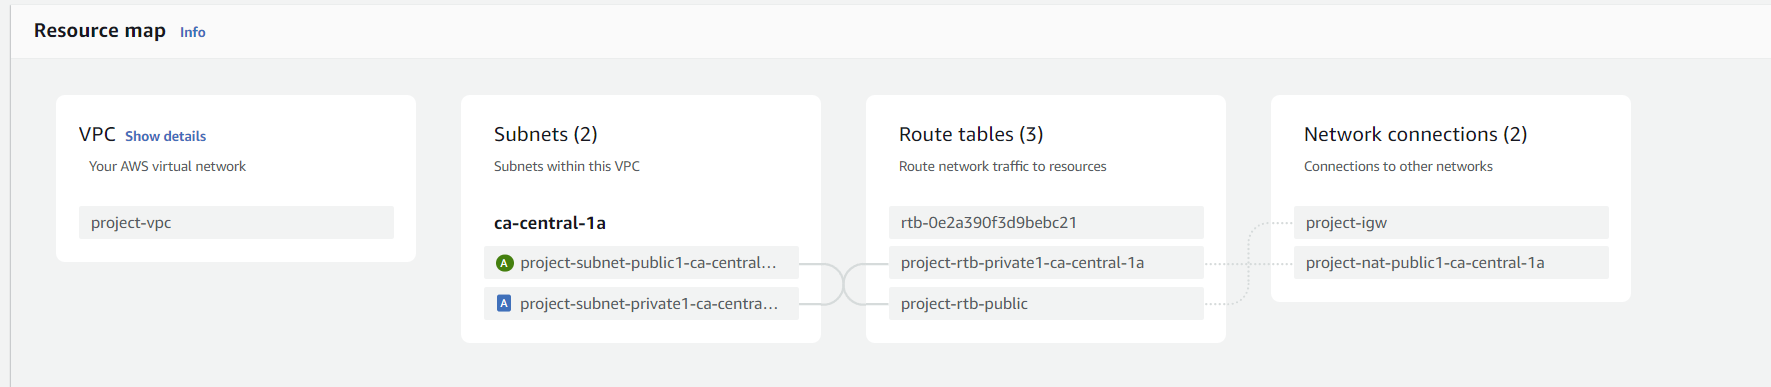 Resource map Info
VPC Show details
Your AWS virtual network
project-vpc
Subnets (2)
Subnets within this VPC
ca-central-1a
A project-subnet-public1-ca-central...
A project-subnet-private1-ca-centra...
Route tables (3)
Route network traffic to resources
rtb-0e2a390f3d9bebc21
project-rtb-private1-ca-central-1a
project-rtb-public
Network connections (2)
Connections to other networks
project-igw
project-nat-public1-ca-central-1a